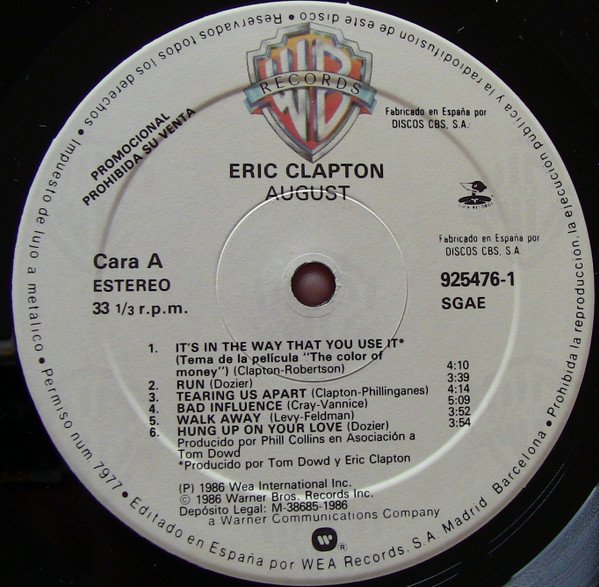 WB
RECORDS
PROMOCIONAL
PROHIBIDA SU VENTA
Fabricado en España por
DISCOS CBS, S.A.
ERIC CLAPTON
AUGUST
Cara A
ESTEREO
33 1/3 r.p.m.
Fabricado en España por
DISCOS CBS, S.A.
925476-1
SGAE
1. IT'S IN THE WAY THAT YOU USE IT*
(Tema de la película "The color of
money") (Clapton-Robertson) 4:10
2. RUN (Dozier) 3:39
3. TEARING US APART (Clapton-Phillinganes) 4:14
4. BAD INFLUENCE (Cray-Vannice) 5:09
5. WALK AWAY (Levy-Feldman) 3:52
6. HUNG UP ON YOUR LOVE (Dozier) 3:54
Producido por Phill Collins en Asociación a
Tom Dowd
*Producido por Tom Dowd y Eric Clapton
(P) 1986 Wea International Inc.
© 1986 Warner Bros. Records Inc.
Depósito Legal: M-38685-1986
a Warner Communications Company
®
• Editado en España por WEA Records, S.A. Madrid Barcelona • Prohibida la reproducción, la ejecución pública y la radiodifusion de este disco • Reservados todos los derechos • Impuesto de lujo a metalico • Permiso num 7977